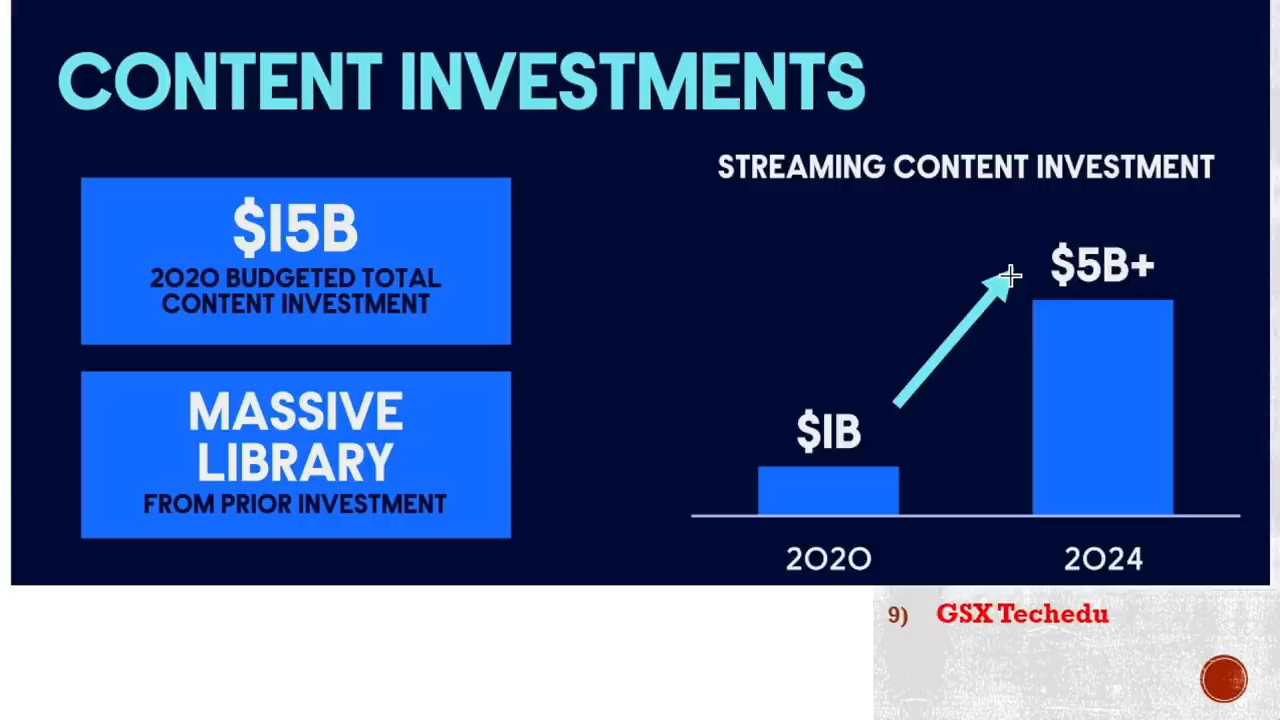 CONTENT INVESTMENTS
$15B
2020 BUDGETED TOTAL
CONTENT INVESTMENT
MASSIVE
LIBRARY
FROM PRIOR INVESTMENT
STREAMING CONTENT INVESTMENT
$5B+
$1B
2020
2024
9) GSX Techedu